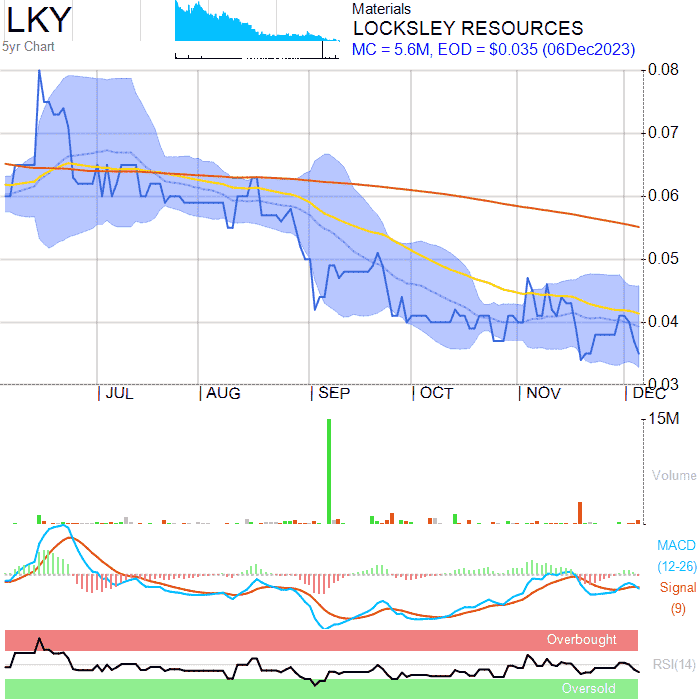 LKY
5yr Chart
Materials
LOCKSLEY RESOURCES
MC = 5.6M, EOD = $0.035 (06Dec2023)
0.08
0.07
0.06
0.05
0.04
0.03
JUL AUG SEP OCT NOV DEC
15M
Volume
MACD
(12-26)
Signal
(9)
Overbought
RSI(14)
Oversold